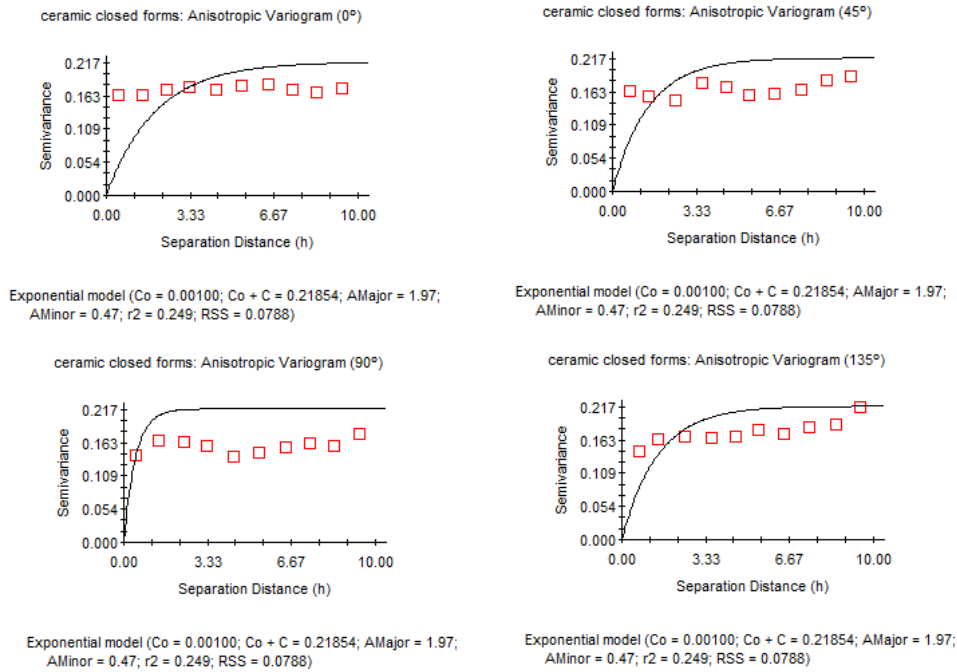 ceramic closed forms: Anisotropic Variogram (0º)
0.217
0.163
0.109
0.054
0.000
Semivariance
0.00 3.33 6.67 10.00
Separation Distance (h)
Exponential model (Co = 0.00100; Co + C = 0.21854; AMajor = 1.97;
AMinor = 0.47; r2 = 0.249; RSS = 0.0788)
ceramic closed forms: Anisotropic Variogram (45º)
0.217
0.163
0.109
0.054
0.000
Semivariance
0.00 3.33 6.67 10.00
Separation Distance (h)
Exponential model (Co = 0.00100; Co + C = 0.21854; AMajor = 1.97;
AMinor = 0.47; r2 = 0.249; RSS = 0.0788)
ceramic closed forms: Anisotropic Variogram (90º)
0.217
0.163
0.109
0.054
0.000
Semivariance
0.00 3.33 6.67 10.00
Separation Distance (h)
Exponential model (Co = 0.00100; Co + C = 0.21854; AMajor = 1.97;
AMinor = 0.47; r2 = 0.249; RSS = 0.0788)
ceramic closed forms: Anisotropic Variogram (135º)
0.217
0.163
0.109
0.054
0.000
Semivariance
0.00 3.33 6.67 10.00
Separation Distance (h)
Exponential model (Co = 0.00100; Co + C = 0.21854; AMajor = 1.97;
AMinor = 0.47; r2 = 0.249; RSS = 0.0788)